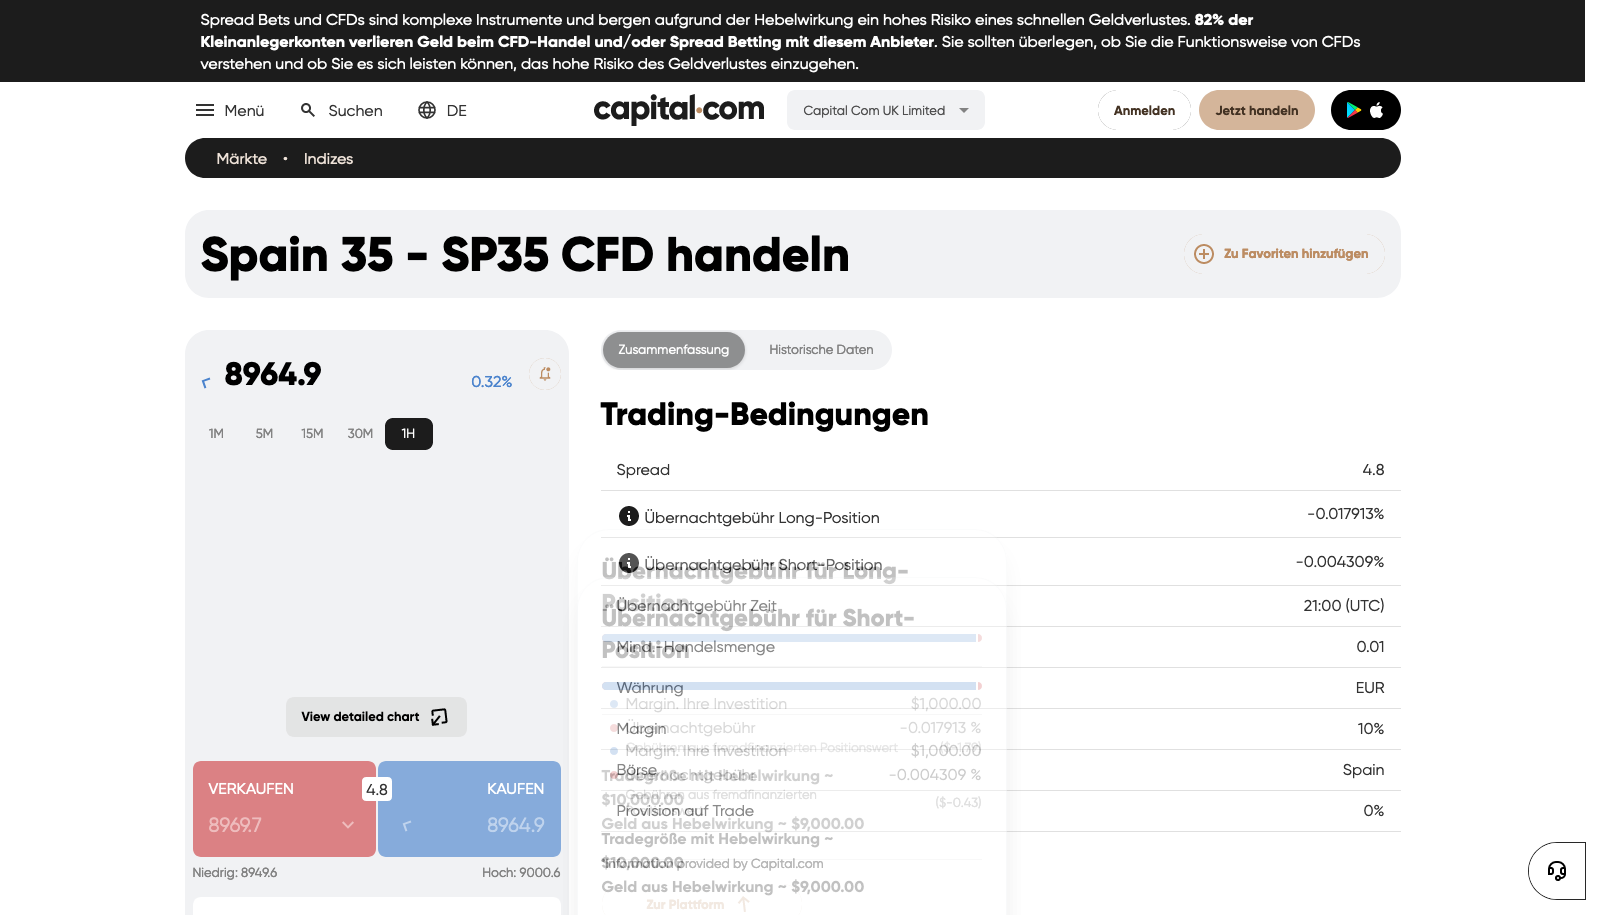 Spread Bets und CFDs sind komplexe Instrumente und bergen aufgrund der Hebelwirkung ein hohes Risiko eines schnellen Geldverlustes. 82% der
Kleinanlegerkonten verlieren Geld beim CFD-Handel und/oder Spread Betting mit diesem Anbieter. Sie sollten überlegen, ob Sie die Funktionsweise von CFDs
verstehen und ob Sie es sich leisten können, das hohe Risiko des Geldverlustes einzugehen.
Menü Suchen DE capital.com Capital Com UK Limited Anmelden Jetzt handeln
Märkte • Indizes
Spain 35 - SP35 CFD handeln
Zu Favoriten hinzufügen
8964.9
0.32%
1M 5M 15M 30M 1H
View detailed chart
VERKAUFEN
8969.7
4.8
KAUFEN
8964.9
Niedrig: 8949.6
Hoch: 9000.6
Zusammenfassung Historische Daten
Trading-Bedingungen
Spread 4.8
Übernachtgebühr Long-Position -0.017913%
Übernachtgebühr Short-Position -0.004309%
Übernachtgebühr Zeit 21:00 (UTC)
Mind.-Handelsmenge 0.01
Währung EUR
Margin 10%
Börse Spain
Provision auf Trade 0%
*Information provided by Capital.com
Übernachtgebühr für Long-
Position
Margin. Ihre Investition $1,000.00
Übernachtgebühr -0.017913 %
Gebühren aus fremdfinanzierten Positionswert
Tradegröße mit Hebelwirkung ~
$10,000.00
Geld aus Hebelwirkung ~ $9,000.00
Übernachtgebühr für Short-
Position
Margin. Ihre Investition $1,000.00
Übernachtgebühr -0.004309 %
Gebühren aus fremdfinanzierten
($-0.43)
Tradegröße mit Hebelwirkung ~
$10,000.00
Geld aus Hebelwirkung ~ $9,000.00
Zur Plattform